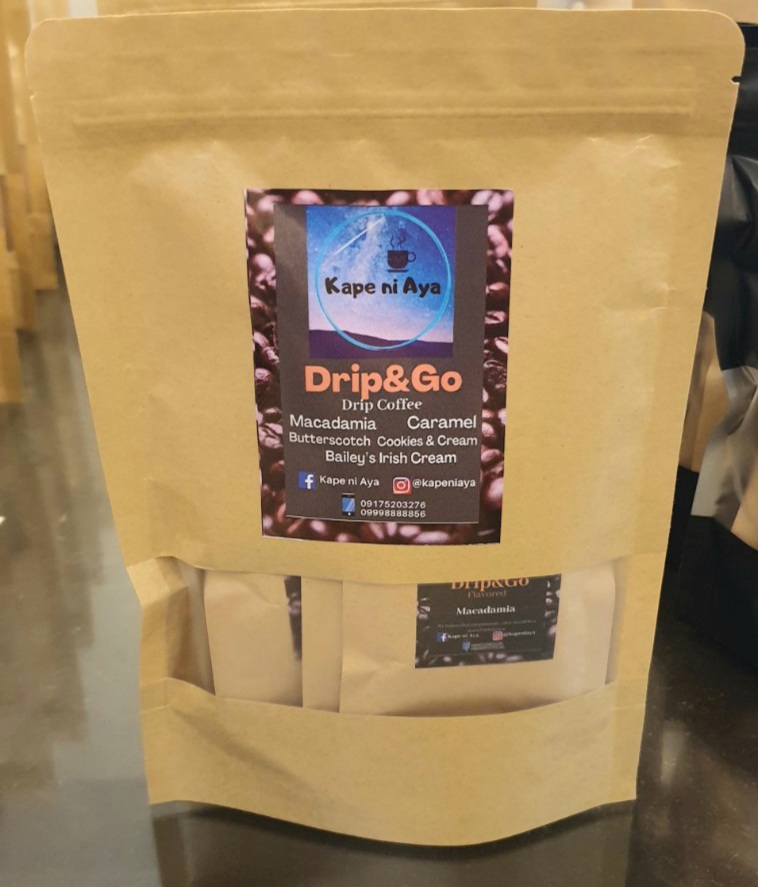 Kape ni Aya
Drip&Go
Drip Coffee
Macadamia Caramel
Butterscotch Cookies & Cream
Bailey's Irish Cream
Kape ni Aya @kapeniaya
09175203276
09998888856
Drip&Go
Flavored
Macadamia
Kape ni Aya @kapeniaya